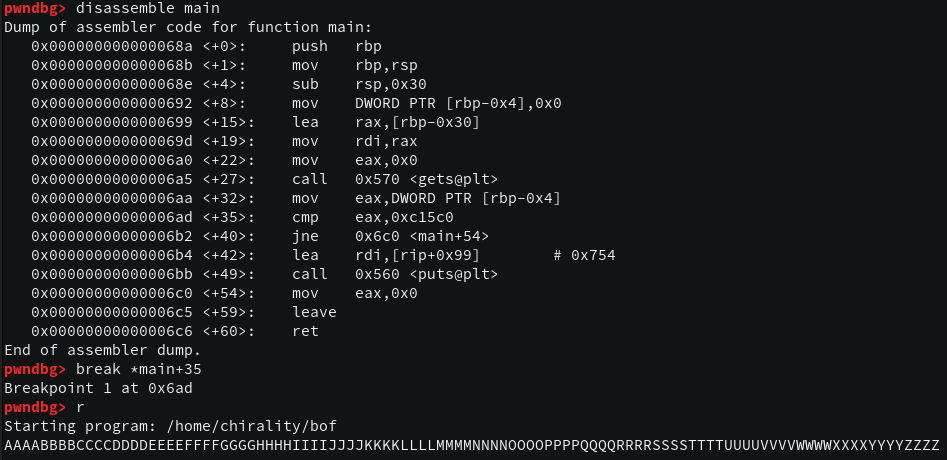 pwndbg> disassemble main
Dump of assembler code for function main:
   0x000000000000068a <+0>:     push   rbp
   0x000000000000068b <+1>:     mov    rbp,rsp
   0x000000000000068e <+4>:     sub    rsp,0x30
   0x0000000000000692 <+8>:     mov    DWORD PTR [rbp-0x4],0x0
   0x0000000000000699 <+15>:    lea    rax,[rbp-0x30]
   0x000000000000069d <+19>:    mov    rdi,rax
   0x00000000000006a0 <+22>:    mov    eax,0x0
   0x00000000000006a5 <+27>:    call   0x570 <gets@plt>
   0x00000000000006aa <+32>:    mov    eax,DWORD PTR [rbp-0x4]
   0x00000000000006ad <+35>:    cmp    eax,0xc15c0
   0x00000000000006b2 <+40>:    jne    0x6c0 <main+54>
   0x00000000000006b4 <+42>:    lea    rdi,[rip+0x99]        # 0x754
   0x00000000000006bb <+49>:    call   0x560 <puts@plt>
   0x00000000000006c0 <+54>:    mov    eax,0x0
   0x00000000000006c5 <+59>:    leave
   0x00000000000006c6 <+60>:    ret
End of assembler dump.
pwndbg> break *main+35
Breakpoint 1 at 0x6ad
pwndbg> r
Starting program: /home/chirality/bof
AAAABBBBCCCCDDDDEEEEFFFFGGGGHHHHIIIIJJJJKKKKLLLLMMMMNNNNOOOOPPPPQQQQRRRRSSSSTTTTUUUUVVVVWWWWXXXXYYYYZZZZ